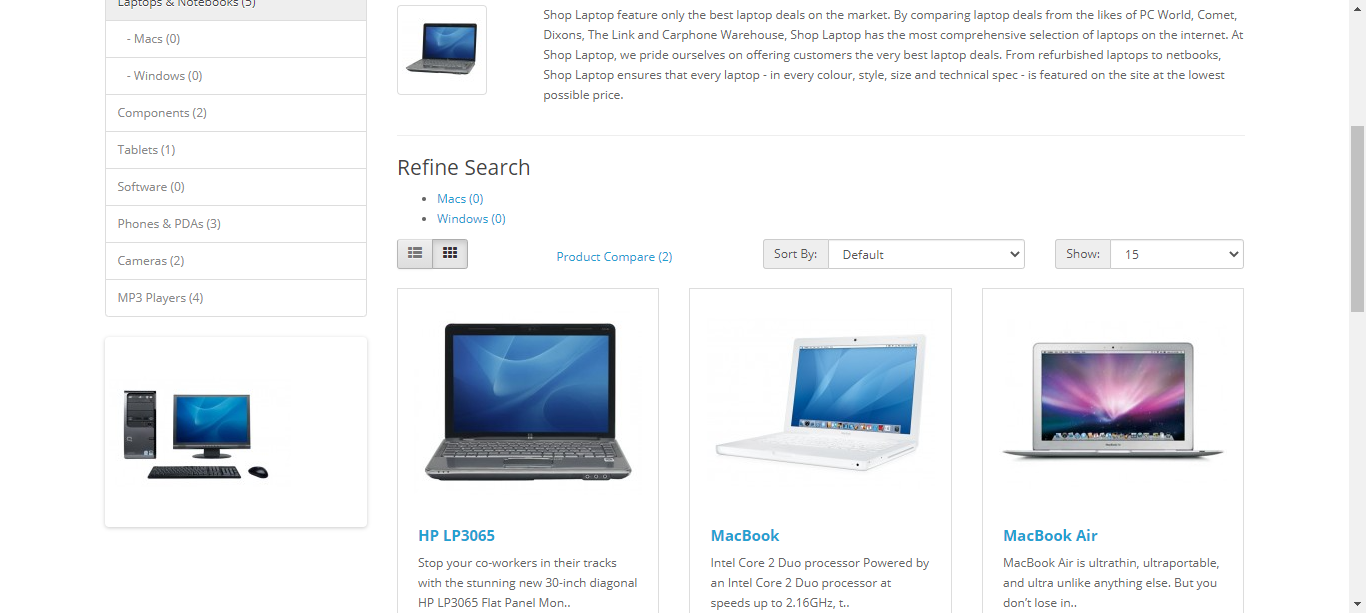 Laptops & Notebooks (5)
- Macs (0)
- Windows (0)
Components (2)
Tablets (1)
Software (0)
Phones & PDAs (3)
Cameras (2)
MP3 Players (4)
Shop Laptop feature only the best laptop deals on the market. By comparing laptop deals from the likes of PC World, Comet,
Dixons, The Link and Carphone Warehouse, Shop Laptop has the most comprehensive selection of laptops on the internet. At
Shop Laptop, we pride ourselves on offering customers the very best laptop deals. From refurbished laptops to netbooks,
Shop Laptop ensures that every laptop - in every colour, style, size and technical spec - is featured on the site at the lowest
possible price.
Refine Search
Macs (0)
Windows (0)
Product Compare (2)
Sort By:
Default
Show:
15
HP LP3065
Stop your co-workers in their tracks
with the stunning new 30-inch diagonal
HP LP3065 Flat Panel Mon..
MacBook
Intel Core 2 Duo processor Powered by
an Intel Core 2 Duo processor at
speeds up to 2.16GHz, t..
MacBook Air
MacBook Air is ultrathin, ultraportable,
and ultra unlike anything else. But you
don’t lose in..